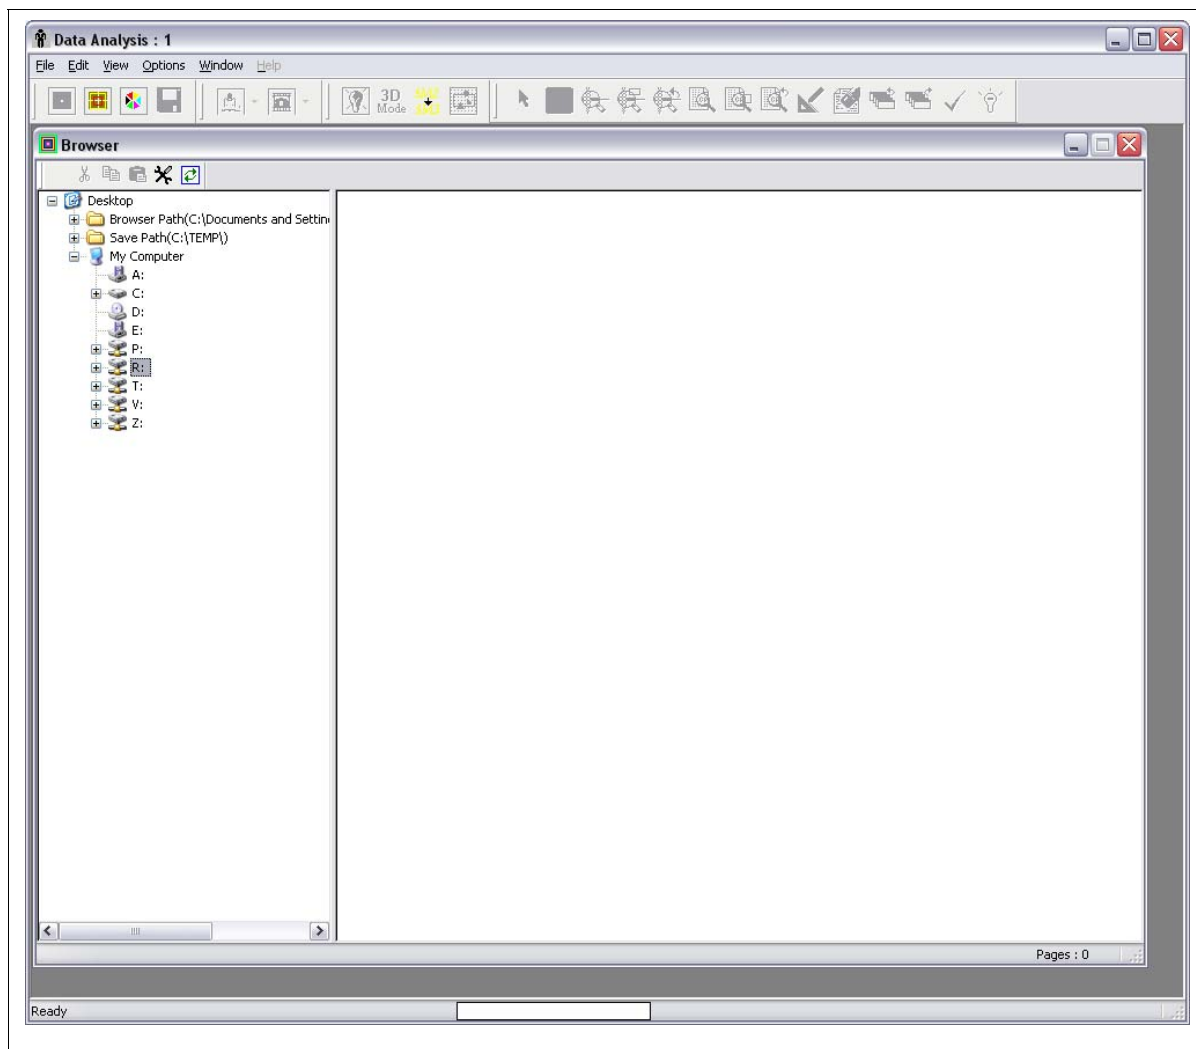 Data Analysis : 1
File Edit View Options Window Help
3D
Mode
Browser
Desktop
Browser Path(C:\Documents and Settin
Save Path(C:\TEMP\)
My Computer
A:
C:
D:
E:
P:
R:
T:
V:
Z:
Pages : 0
Ready